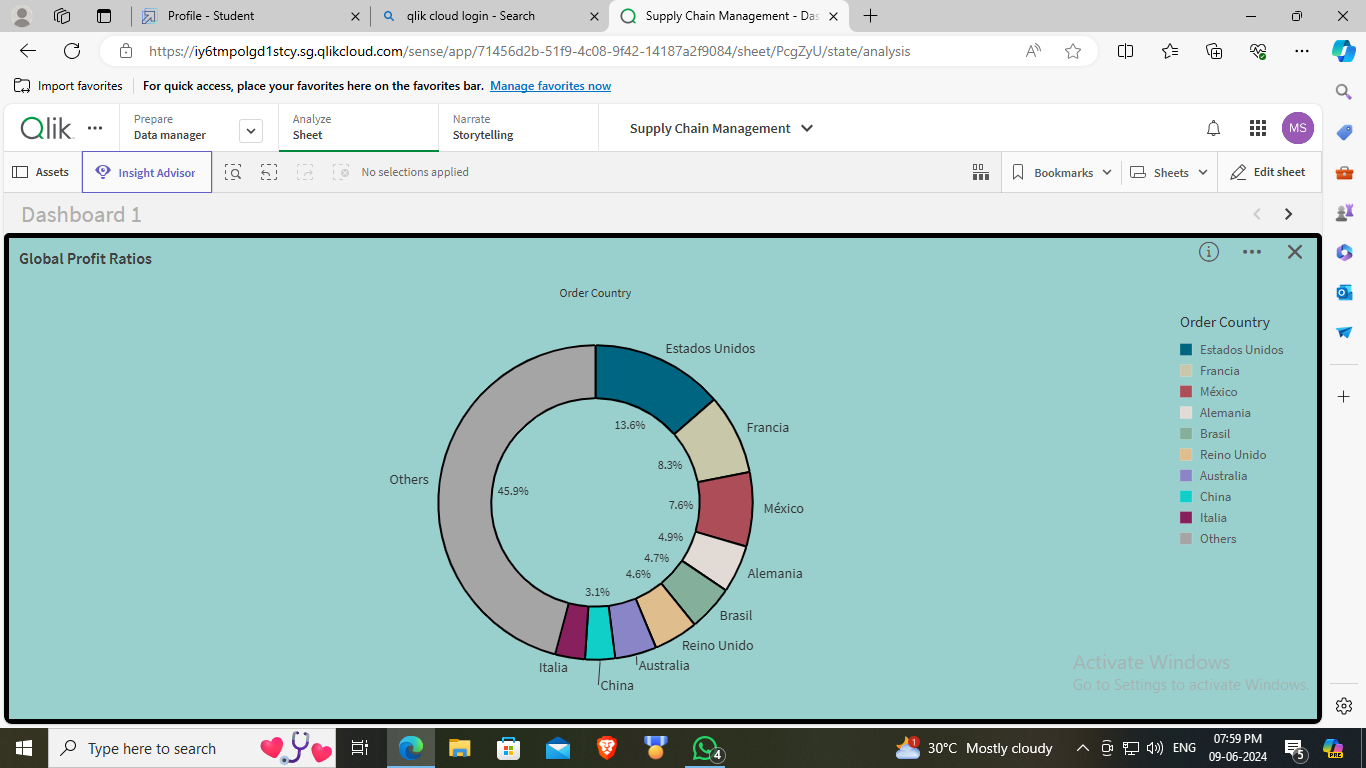 Profile - Student
qlik cloud login - Search
Supply Chain Management - Das
https://iy6tmpolgd1stcy.sg.qlikcloud.com/sense/app/71456d2b-51f9-4c08-9f42-14187a2f9084/sheet/PcgZyU/state/analysis
Import favorites
For quick access, place your favorites here on the favorites bar. Manage favorites now
Qlik
Prepare
Data manager
Analyze
Sheet
Narrate
Storytelling
Supply Chain Management
MS
Assets
Insight Advisor
No selections applied
Bookmarks
Sheets
Edit sheet
Dashboard 1
Global Profit Ratios
Order Country
Estados Unidos
13.6%
Francia
8.3%
Others
45.9%
7.6%
México
4.9%
4.7%
4.6%
Alemania
3.1%
Brasil
Reino Unido
Italia
Australia
China
Order Country
Estados Unidos
Francia
México
Alemania
Brasil
Reino Unido
Australia
China
Italia
Others
Activate Windows
Go to Settings to activate Windows.
Type here to search
4
1
30°C Mostly cloudy
ENG
07:59 PM
09-06-2024
5
PRE